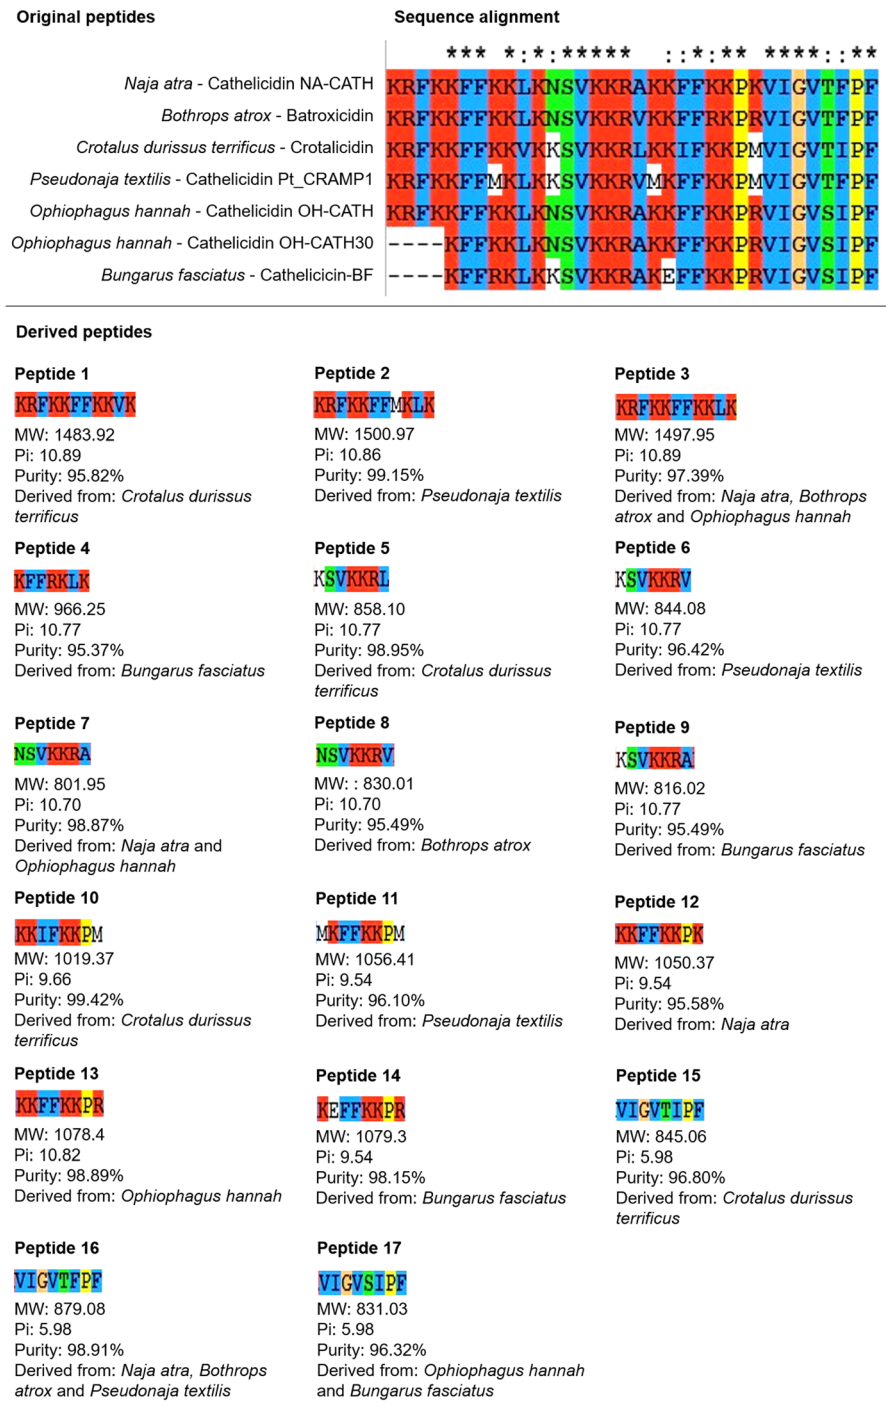 Original peptides
Sequence alignment
*** *:*:***** ::*:** ****::**
Naja atra - Cathelicidin NA-CATH KRFKKFFKKLKNSVKKRAKKFFKKPKVIGVTFPF
Bothrops atrox - Batroxicidin KRFKKFFKKLKNSVKKRVKKFFRKPRVIGVTFPF
Crotalus durissus terrificus - Crotalicidin KRFKKFFKKVKKSVKKRLKKIFKKPMVIGVTIPF
Pseudonaja textilis - Cathelicidin Pt_CRAMP1 KRFKKFFMKLKKSVKKRVMKFFKKPMVIGVTFPF
Ophiophagus hannah - Cathelicidin OH-CATH KRFKKFFKKLKNSVKKRAKKFFKKPRVIGVSIPF
Ophiophagus hannah - Cathelicidin OH-CATH30 ----KFFKKLKNSVKKRAKKFFKKPRVIGVSIPF
Bungarus fasciatus - Cathelicicin-BF ----KFFRKLKKSVKKRAKEFFKKPRVIGVSIPF
Derived peptides
Peptide 1
KRFKKFFKKVK
MW: 1483.92
Pi: 10.89
Purity: 95.82%
Derived from: Crotalus durissus
terrificus
Peptide 2
KRFKKFFMKLK
MW: 1500.97
Pi: 10.86
Purity: 99.15%
Derived from: Pseudonaja textilis
Peptide 3
KRFKKFFKKLK
MW: 1497.95
Pi: 10.89
Purity: 97.39%
Derived from: Naja atra, Bothrops
atrox and Ophiophagus hannah
Peptide 4
KFFRKLK
MW: 966.25
Pi: 10.77
Purity: 95.37%
Derived from: Bungarus fasciatus
Peptide 5
KSVKKRL
MW: 858.10
Pi: 10.77
Purity: 98.95%
Derived from: Crotalus durissus
terrificus
Peptide 6
KSVKKRV
MW: 844.08
Pi: 10.77
Purity: 96.42%
Derived from: Pseudonaja textilis
Peptide 7
NSVKKRA
MW: 801.95
Pi: 10.70
Purity: 98.87%
Derived from: Naja atra and
Ophiophagus hannah
Peptide 8
NSVKKRV
MW: : 830.01
Pi: 10.70
Purity: 95.49%
Derived from: Bothrops atrox
Peptide 9
KSVKKRA
MW: 816.02
Pi: 10.77
Purity: 95.49%
Derived from: Bungarus fasciatus
Peptide 10
KKIFKKPM
MW: 1019.37
Pi: 9.66
Purity: 99.42%
Derived from: Crotalus durissus
terrificus
Peptide 11
MKFFKKPM
MW: 1056.41
Pi: 9.54
Purity: 96.10%
Derived from: Pseudonaja textilis
Peptide 12
KKFFKKPK
MW: 1050.37
Pi: 9.54
Purity: 95.58%
Derived from: Naja atra
Peptide 13
KKFFKKPR
MW: 1078.4
Pi: 10.82
Purity: 98.89%
Derived from: Ophiophagus hannah
Peptide 14
KEFFKKPR
MW: 1079.3
Pi: 9.54
Purity: 98.15%
Derived from: Bungarus fasciatus
Peptide 15
VIGVTIPF
MW: 845.06
Pi: 5.98
Purity: 96.80%
Derived from: Crotalus durissus
terrificus
Peptide 16
VIGVTFPF
MW: 879.08
Pi: 5.98
Purity: 98.91%
Derived from: Naja atra, Bothrops
atrox and Pseudonaja textilis
Peptide 17
VIGVSIPF
MW: 831.03
Pi: 5.98
Purity: 96.32%
Derived from: Ophiophagus hannah
and Bungarus fasciatus